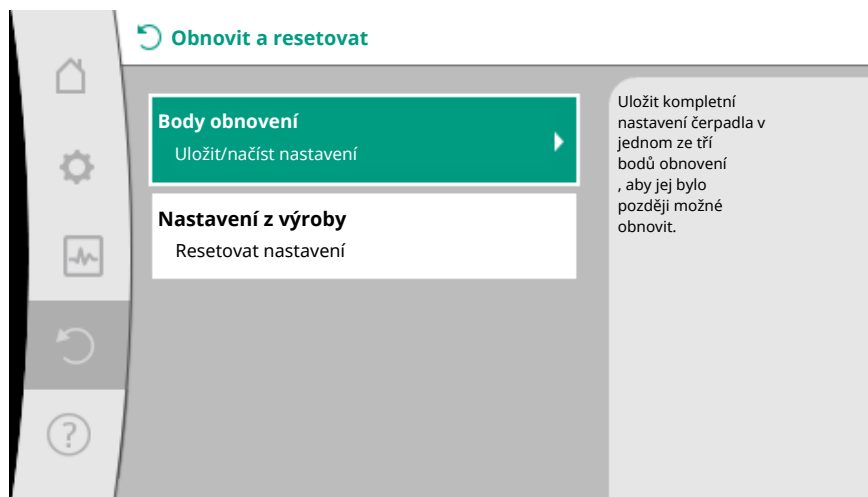 Obnovit a resetovat
Body obnovení
Uložit/načíst nastavení
Nastavení z výroby
Resetovat nastavení
Uložit kompletní
nastavení čerpadla v
jednom ze tří
bodů obnovení
, aby jej bylo
později možné
obnovit.
?